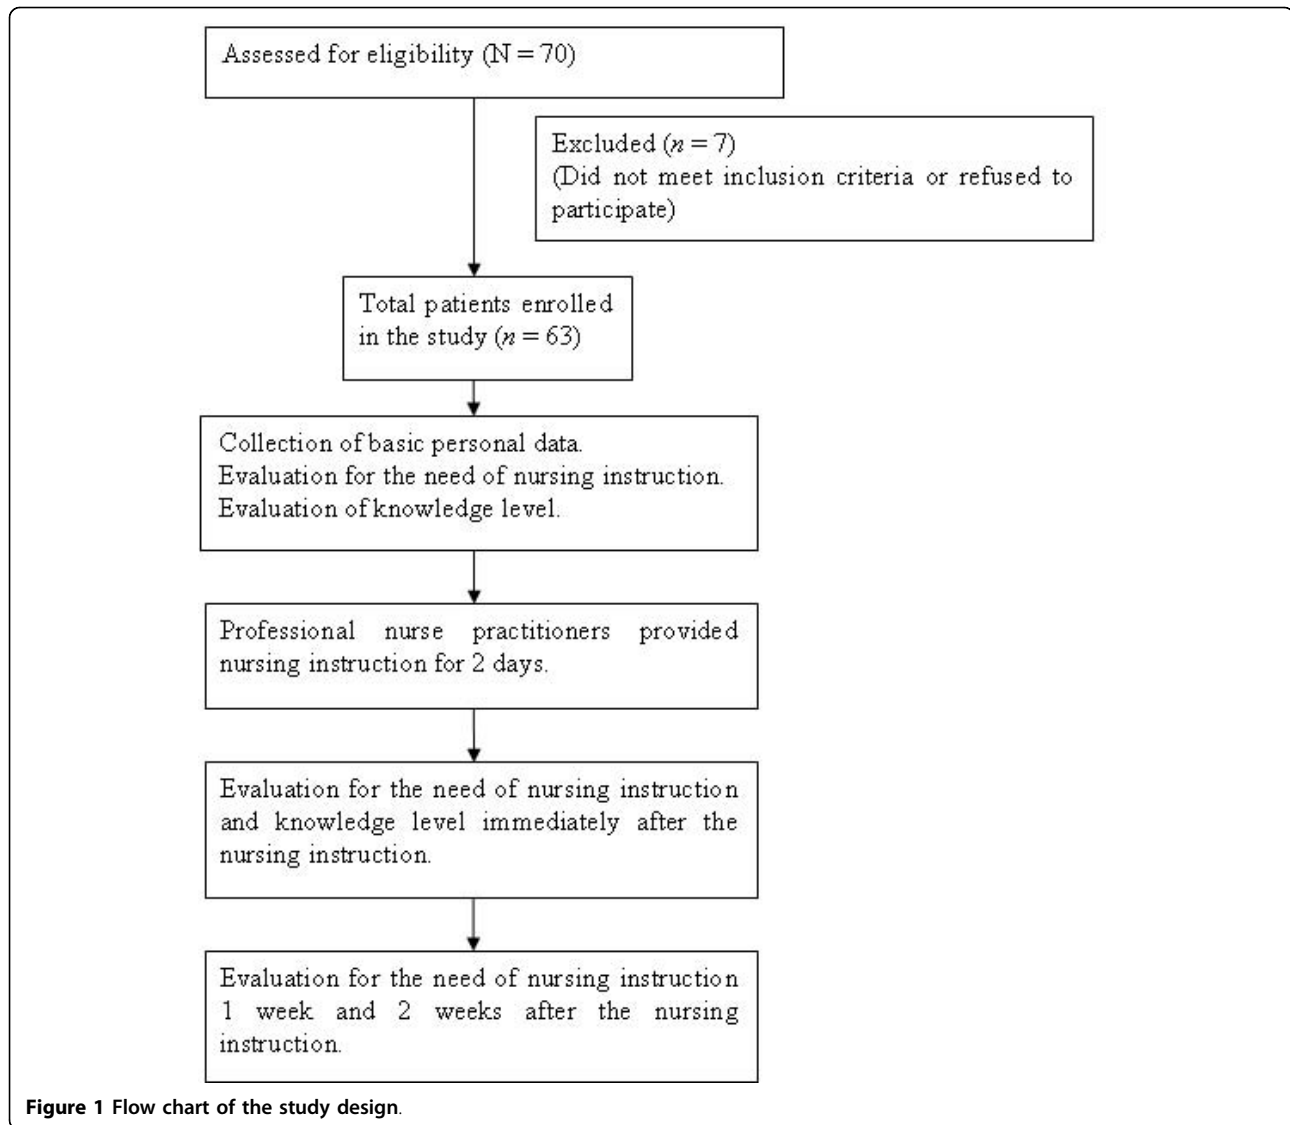 Assessed for eligibility (N = 70)
Excluded (n = 7)
(Did not meet inclusion criteria or refused to
participate)
Total patients enrolled
in the study (n = 63)
Collection of basic personal data.
Evaluation for the need of nursing instruction.
Evaluation of knowledge level.
Professional nurse practitioners provided
nursing instruction for 2 days.
Evaluation for the need of nursing instruction
and knowledge level immediately after the
nursing instruction.
Evaluation for the need of nursing instruction
1 week and 2 weeks after the nursing
instruction.
Figure 1 Flow chart of the study design.